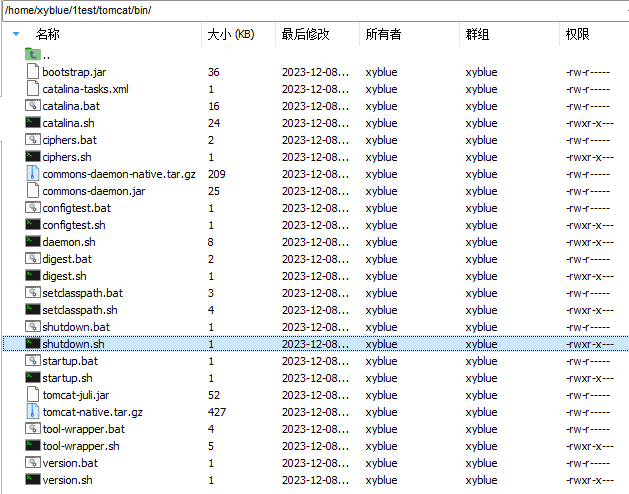 /home/xyblue/1test/tomcat/bin/
名称 大小 (KB) 最后修改 所有者 群组 权限
..
bootstrap.jar 36 2023-12-08... xyblue xyblue -rw-r-----
catalina-tasks.xml 1 2023-12-08... xyblue xyblue -rw-r-----
catalina.bat 16 2023-12-08... xyblue xyblue -rw-r-----
catalina.sh 24 2023-12-08... xyblue xyblue -rwxr-x---
ciphers.bat 2 2023-12-08... xyblue xyblue -rw-r-----
ciphers.sh 1 2023-12-08... xyblue xyblue -rwxr-x---
commons-daemon-native.tar.gz 209 2023-12-08... xyblue xyblue -rw-r-----
commons-daemon.jar 25 2023-12-08... xyblue xyblue -rw-r-----
configtest.bat 1 2023-12-08... xyblue xyblue -rw-r-----
configtest.sh 1 2023-12-08... xyblue xyblue -rwxr-x---
daemon.sh 8 2023-12-08... xyblue xyblue -rwxr-x---
digest.bat 2 2023-12-08... xyblue xyblue -rw-r-----
digest.sh 1 2023-12-08... xyblue xyblue -rwxr-x---
setclasspath.bat 3 2023-12-08... xyblue xyblue -rw-r-----
setclasspath.sh 4 2023-12-08... xyblue xyblue -rwxr-x---
shutdown.bat 1 2023-12-08... xyblue xyblue -rw-r-----
shutdown.sh 1 2023-12-08... xyblue xyblue -rwxr-x---
startup.bat 1 2023-12-08... xyblue xyblue -rw-r-----
startup.sh 1 2023-12-08... xyblue xyblue -rwxr-x---
tomcat-juli.jar 52 2023-12-08... xyblue xyblue -rw-r-----
tomcat-native.tar.gz 427 2023-12-08... xyblue xyblue -rw-r-----
tool-wrapper.bat 4 2023-12-08... xyblue xyblue -rw-r-----
tool-wrapper.sh 5 2023-12-08... xyblue xyblue -rwxr-x---
version.bat 1 2023-12-08... xyblue xyblue -rw-r-----
version.sh 1 2023-12-08... xyblue xyblue -rwxr-x---